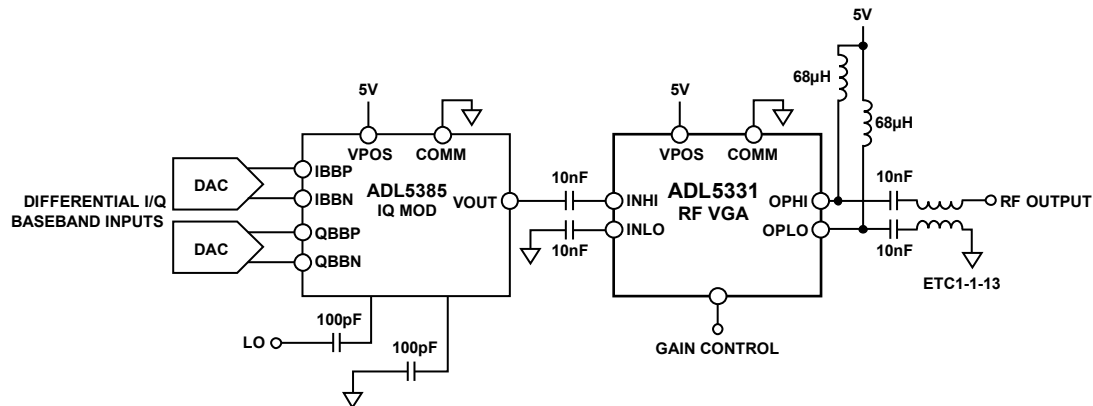 5V
68µH
68µH
5V
5V
VPOS
COMM
VPOS
COMM
DAC
IBBP
IBBN
ADL5385
IQ MOD
VOUT
10nF
INHI
ADL5331
RF VGA
OPHI
10nF
RF OUTPUT
DIFFERENTIAL I/Q
BASEBAND INPUTS
DAC
QBBP
QBBN
INLO
10nF
OPLO
10nF
ETC1-1-13
100pF
LO
100pF
GAIN CONTROL